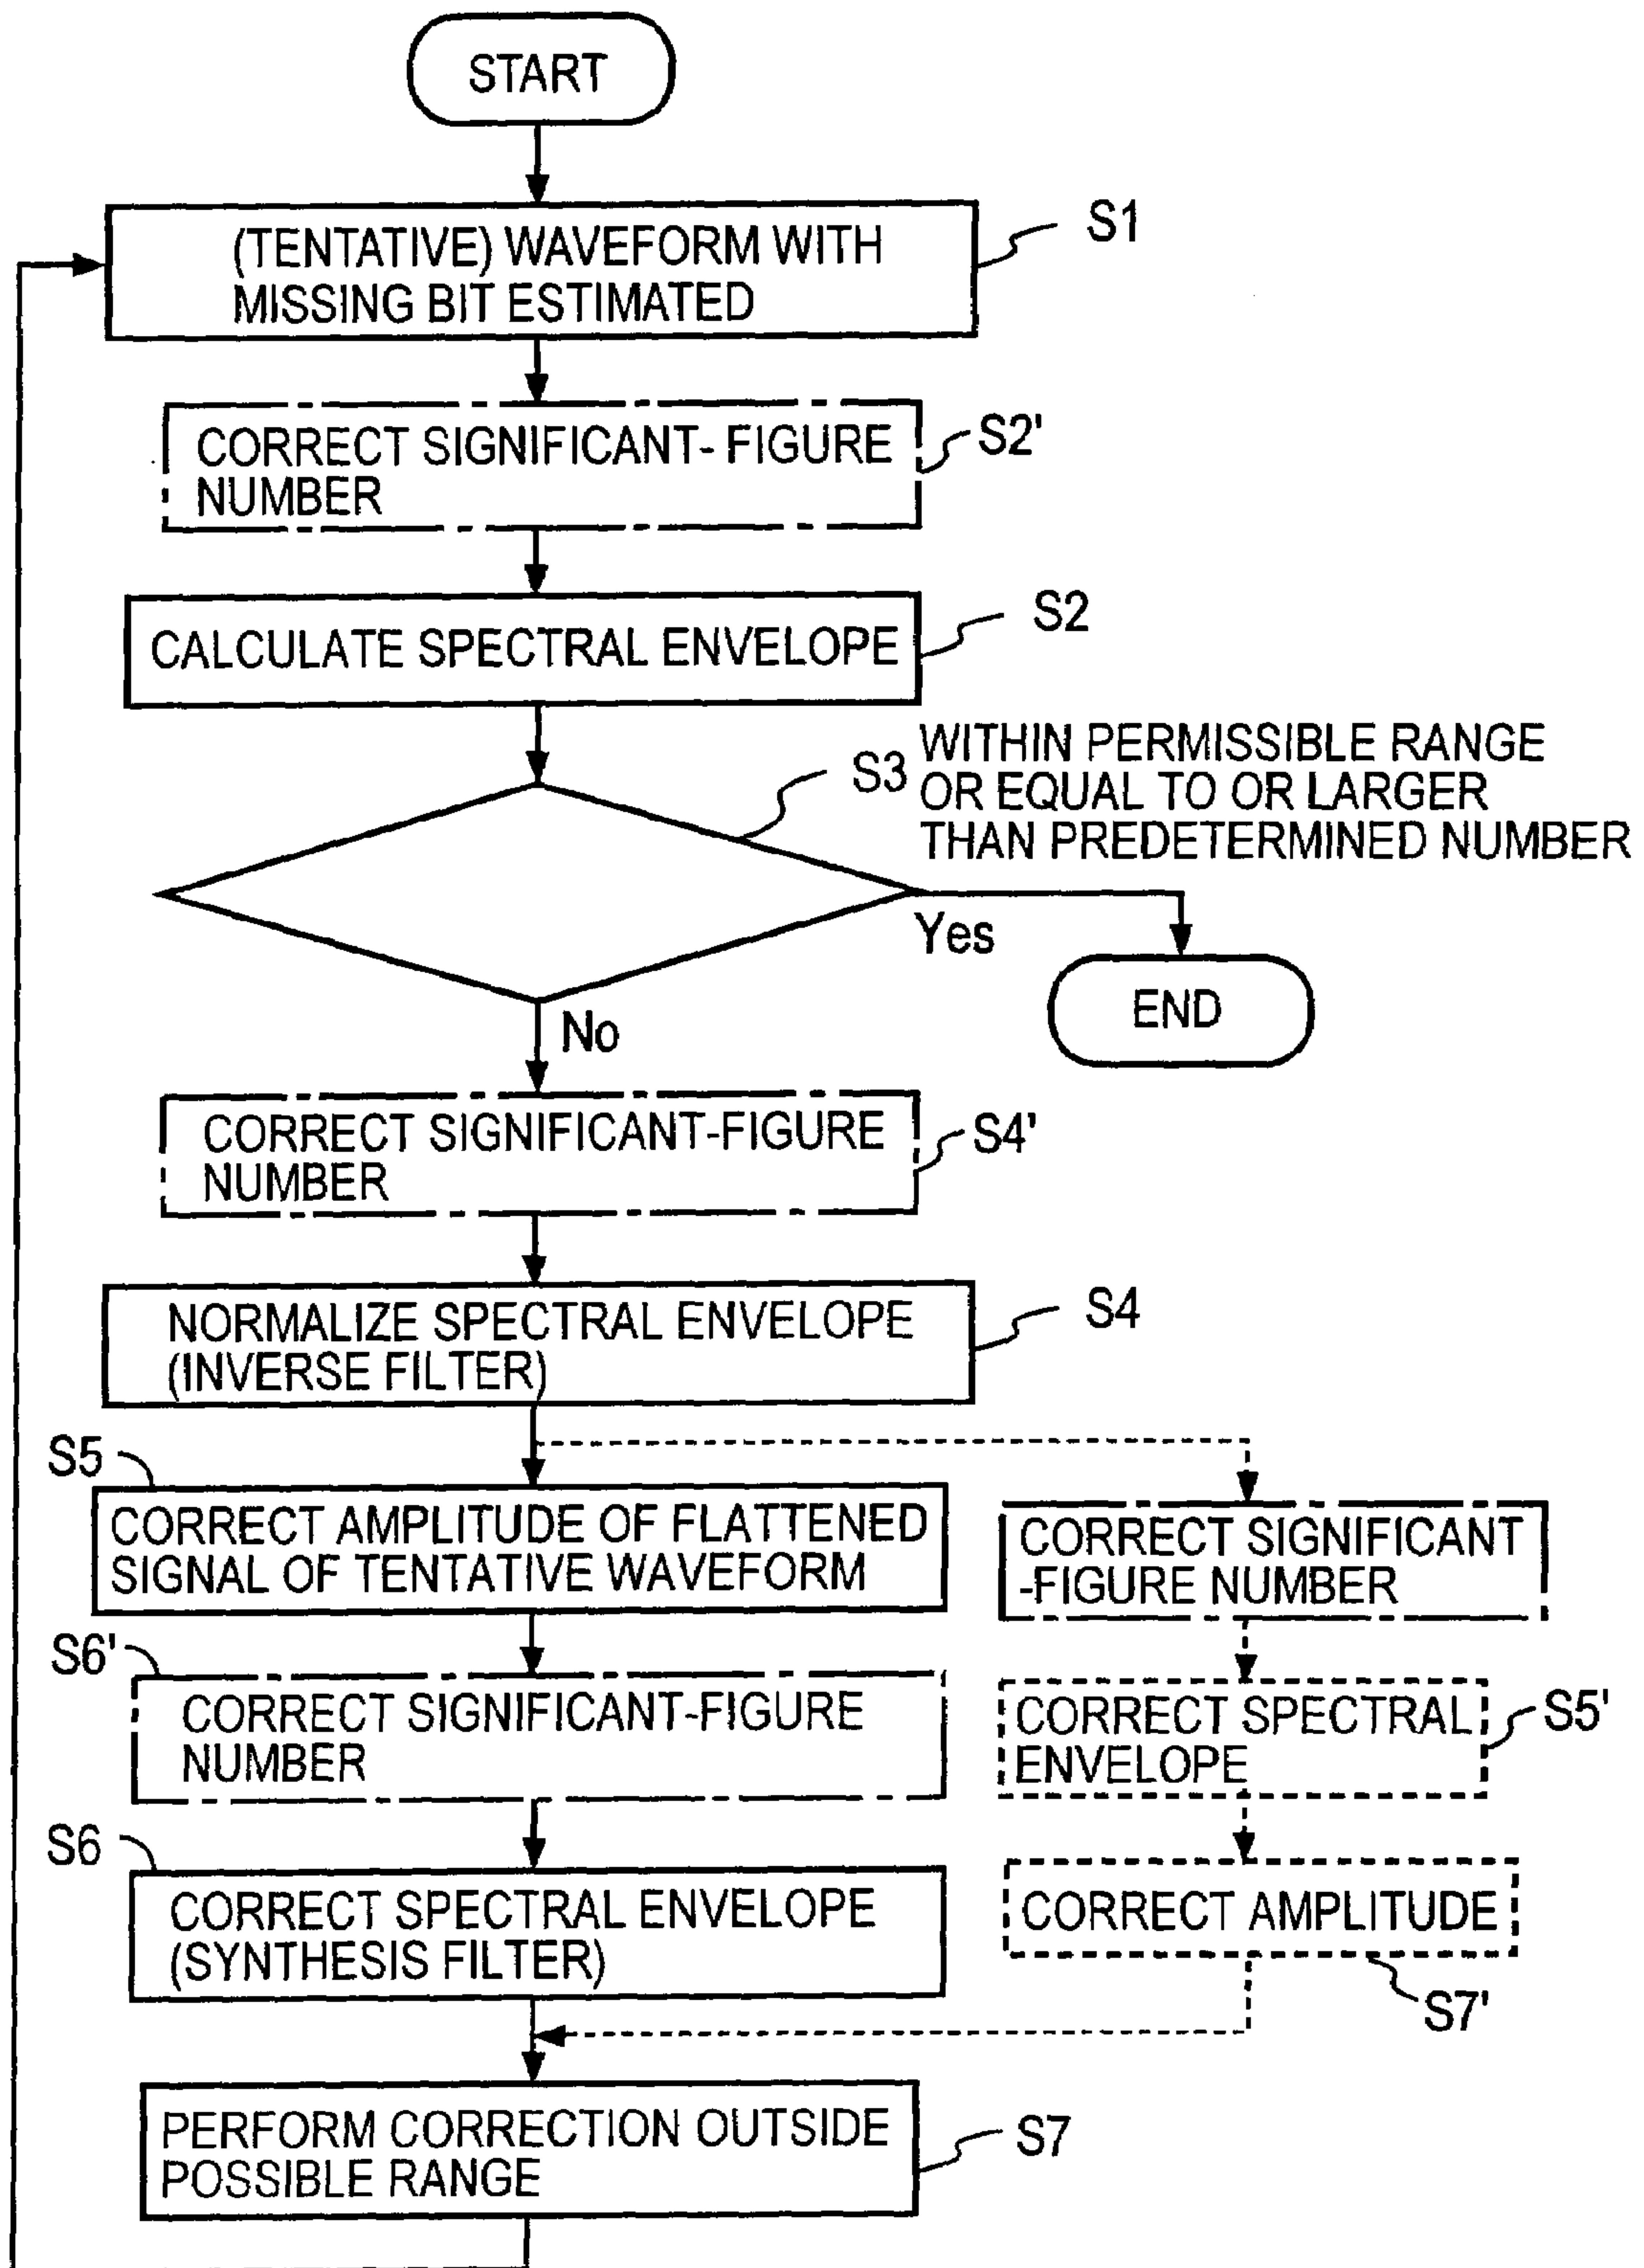 START
(TENTATIVE) WAVEFORM WITH
MISSING BIT ESTIMATED
S1
CORRECT SIGNIFICANT- FIGURE
NUMBER
S2'
CALCULATE SPECTRAL ENVELOPE
S2
S3
WITHIN PERMISSIBLE RANGE
OR EQUAL TO OR LARGER
THAN PREDETERMINED NUMBER
Yes
END
No
CORRECT SIGNIFICANT-FIGURE
NUMBER
S4'
NORMALIZE SPECTRAL ENVELOPE
(INVERSE FILTER)
S4
S5
CORRECT AMPLITUDE OF FLATTENED
SIGNAL OF TENTATIVE WAVEFORM
CORRECT SIGNIFICANT
-FIGURE NUMBER
S6'
CORRECT SIGNIFICANT-FIGURE
NUMBER
CORRECT SPECTRAL
ENVELOPE
S5'
S6
CORRECT SPECTRAL ENVELOPE
(SYNTHESIS FILTER)
CORRECT AMPLITUDE
S7'
PERFORM CORRECTION OUTSIDE
POSSIBLE RANGE
S7